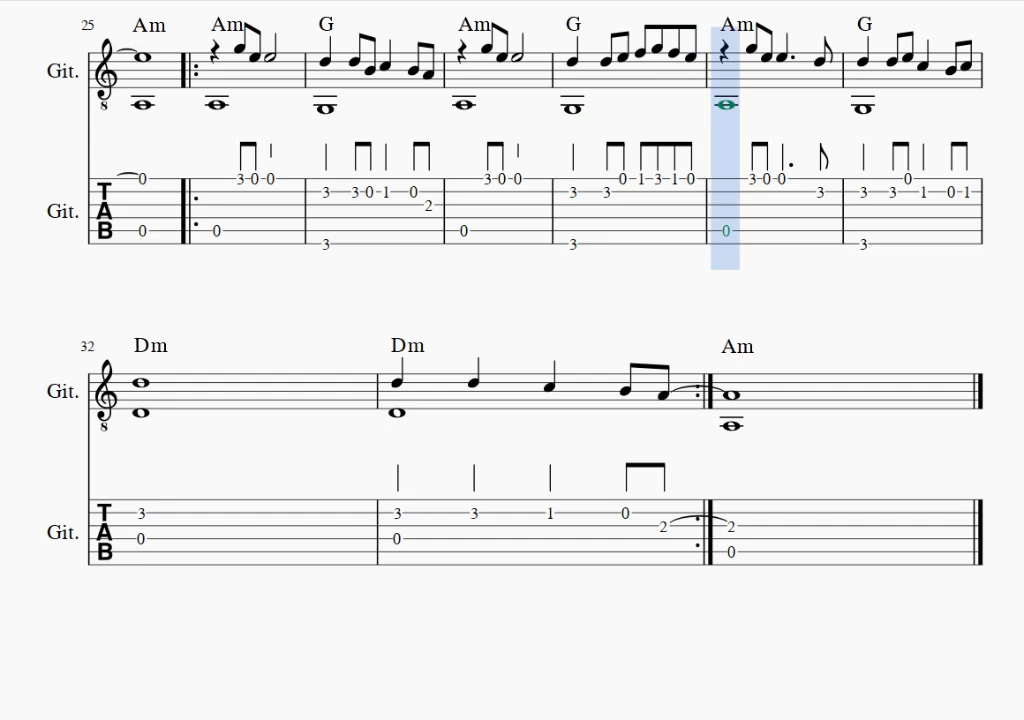 25 Am Am G Am G Am G
Git.
8
3 0 0 3 0 0 1 3 1 0 3 0 0 0
0 3 0 0 0
T 3 3 0 1 0 3 3 3 3 3 1 0 1
A 2
B 0 0 0 0
Git.
3 3 3
32 Dm Dm Am
Git.
8
T 3 3 3 1 0
A 2 2
0 0
B 0
Git.